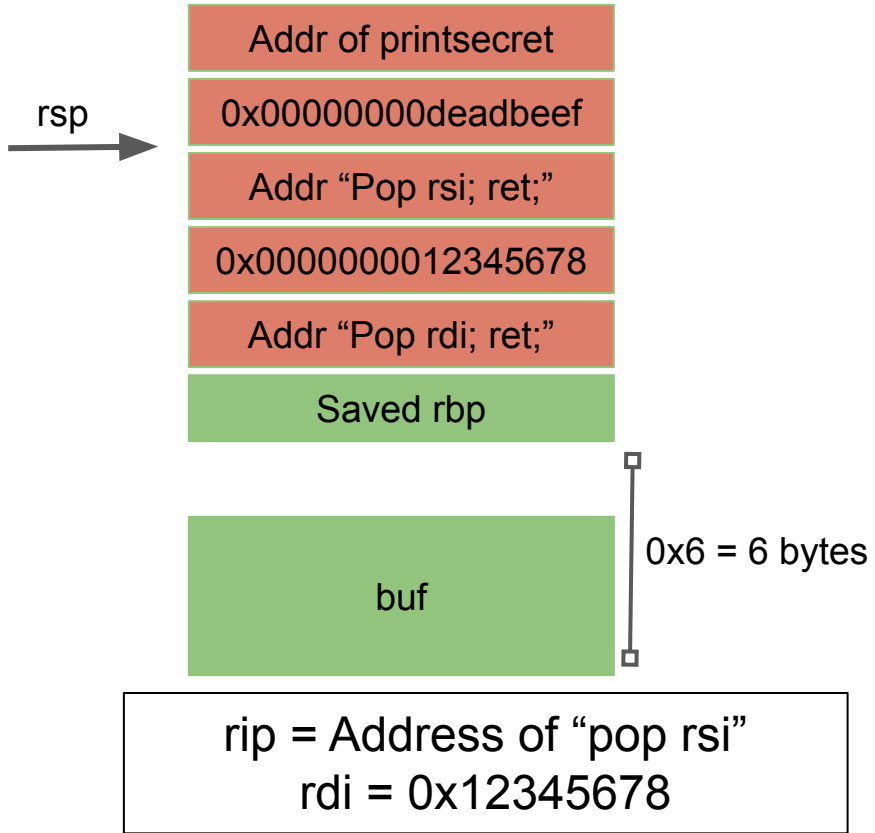 Addr of printsecret
rsp
0x00000000deadbeef
Addr “Pop rsi; ret;”
0x0000000012345678
Addr “Pop rdi; ret;”
Saved rbp
0x6 = 6 bytes
buf
rip = Address of “pop rsi”
rdi = 0x12345678